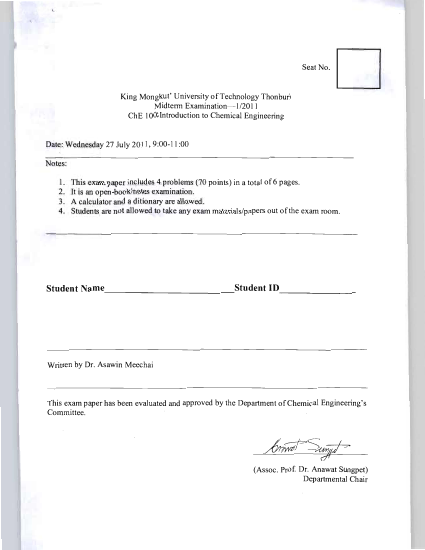 Seat No.
King Mongkut' University of Technology Thonburi
Midterm Examination—1/2011
ChE 100 Introduction to Chemical Engineering
Date: Wednesday 27 July 2011, 9:00-11:00
Notes:
1. This exam paper includes 4 problems (70 points) in a total of 6 pages.
2. It is an open-book/notes examination.
3. A calculator and a ditionary are allowed.
4. Students are not allowed to take any exam materials/papers out of the exam room.
Student Name Student ID
Written by Dr. Asawin Meechai
This exam paper has been evaluated and approved by the Department of Chemical Engineering's
Committee.
Anawat Sungpet
(Assoc. Prof. Dr. Anawat Sungpet)
Departmental Chair